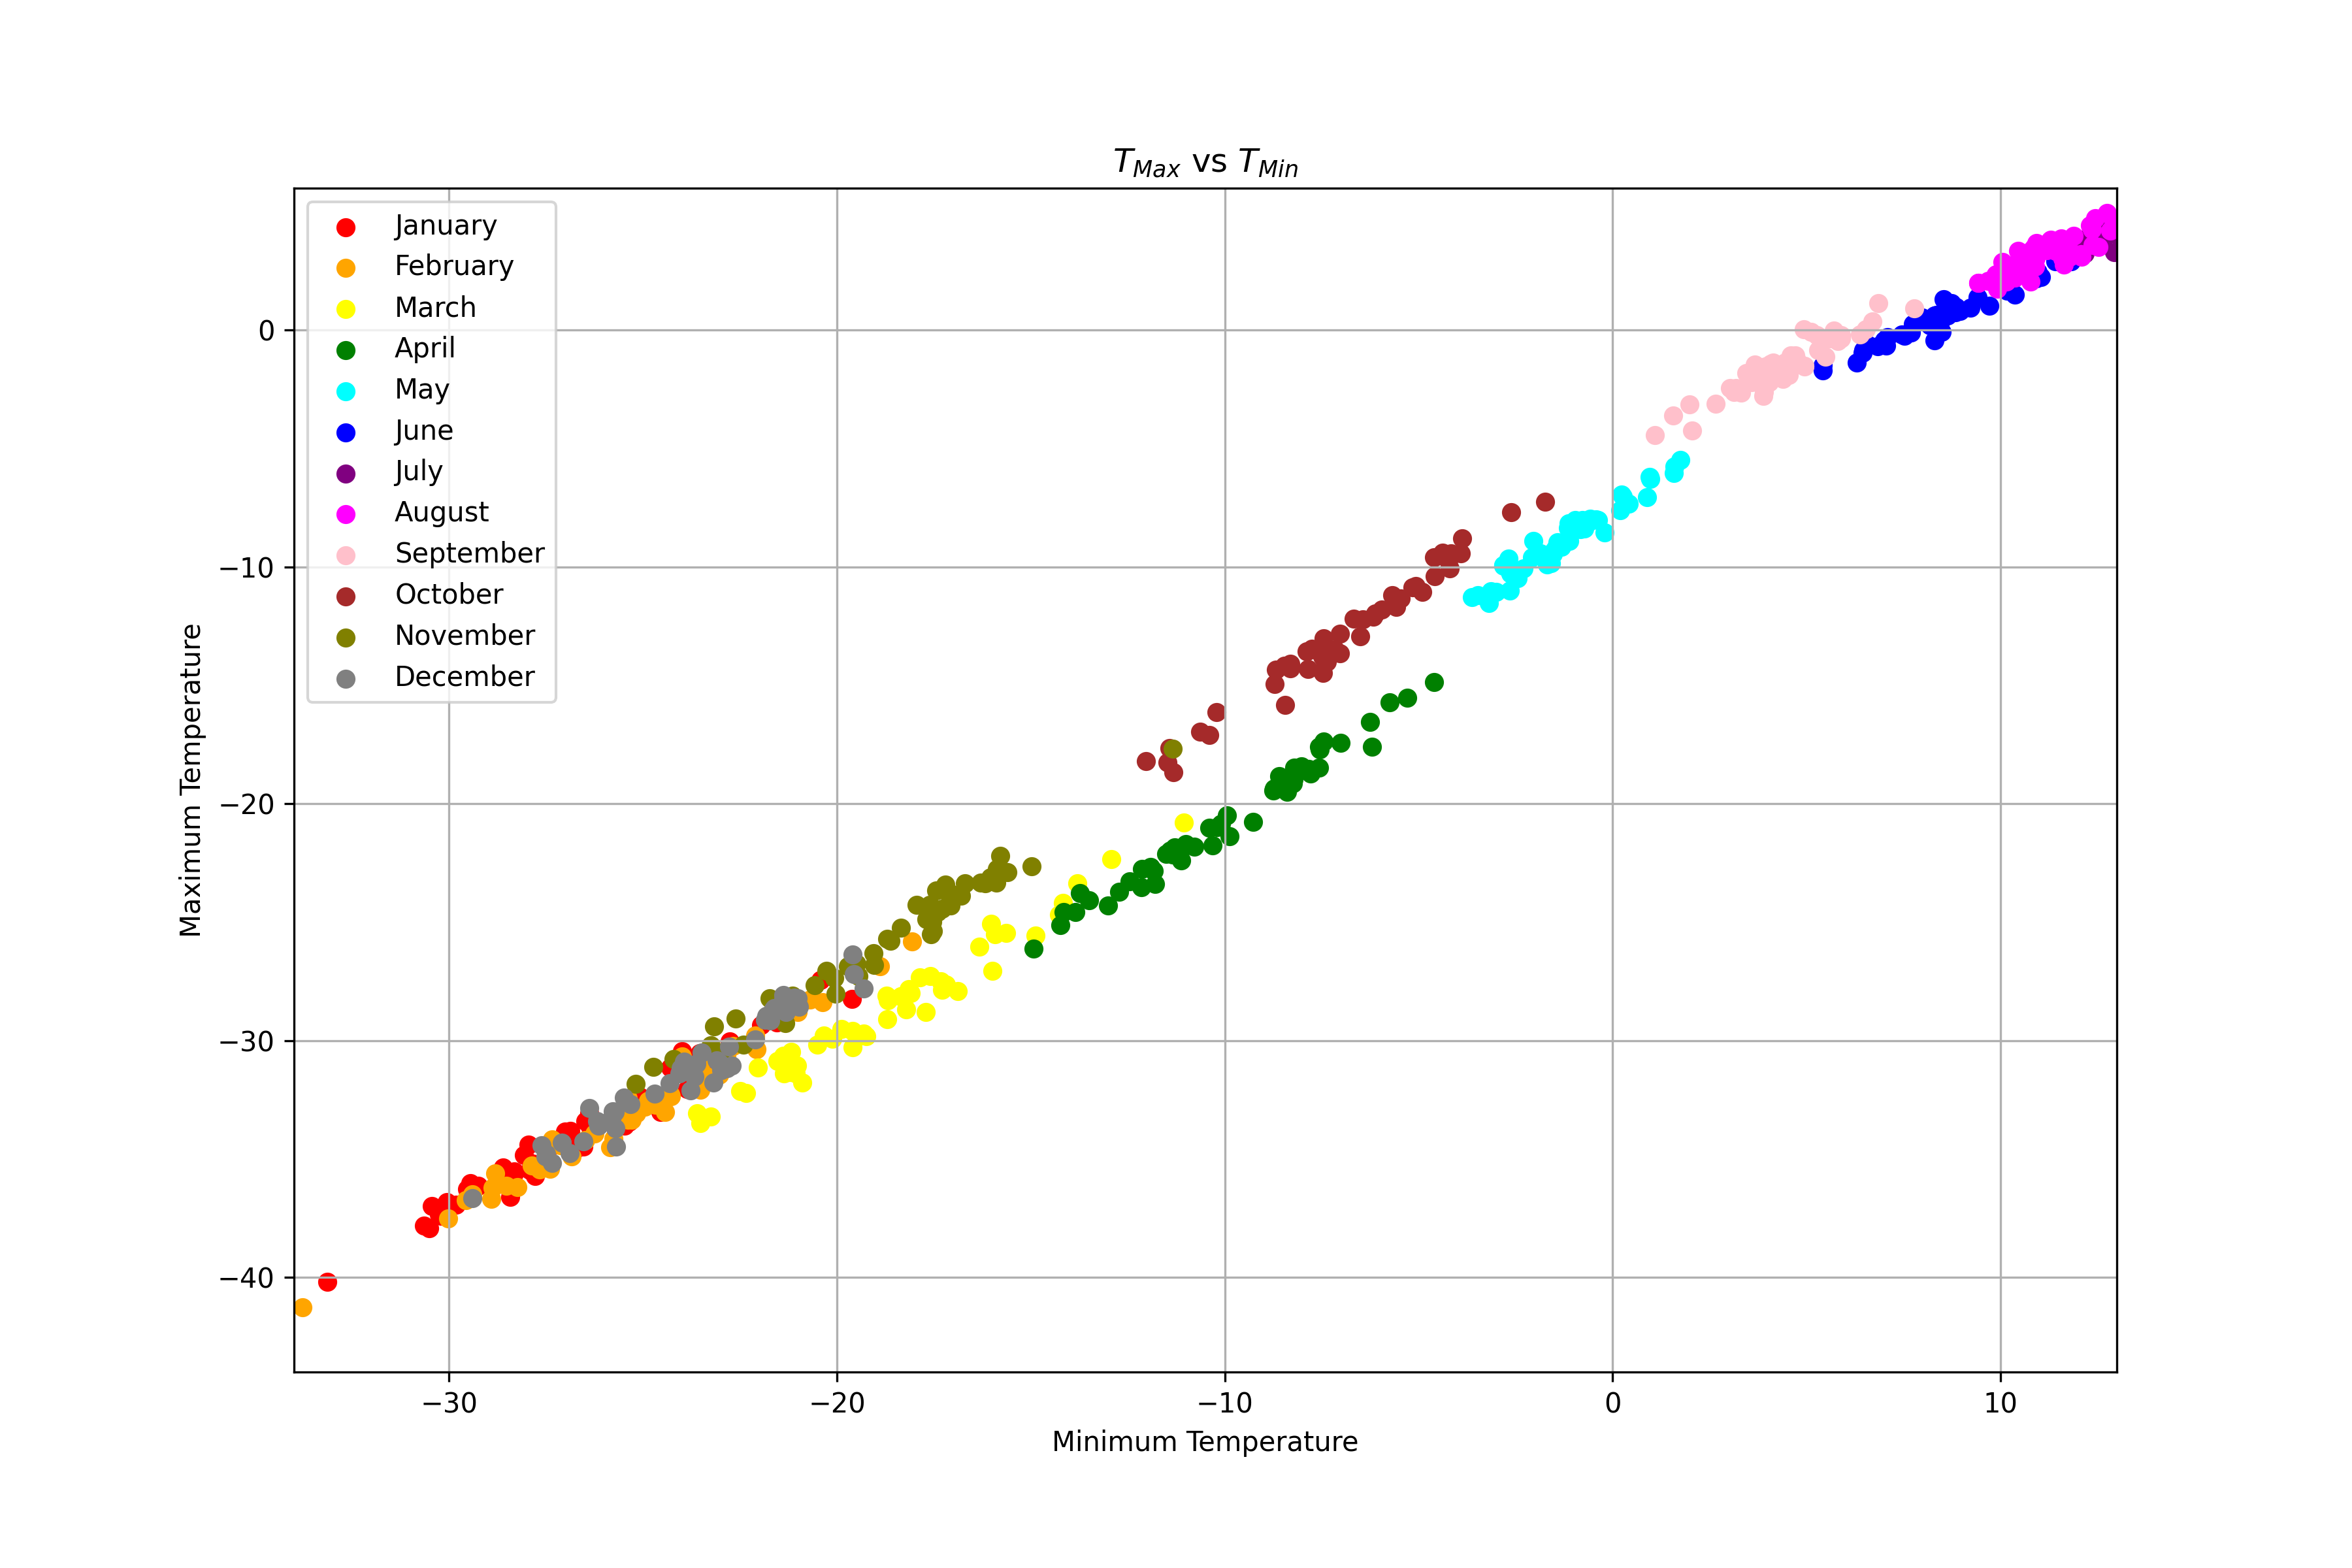 T_Max vs T_Min
January
February
March
April
May
June
July
August
September
October
November
December
0
−10
−20
−30
−40
Maximum Temperature
−30 −20 −10 0 10
Minimum Temperature